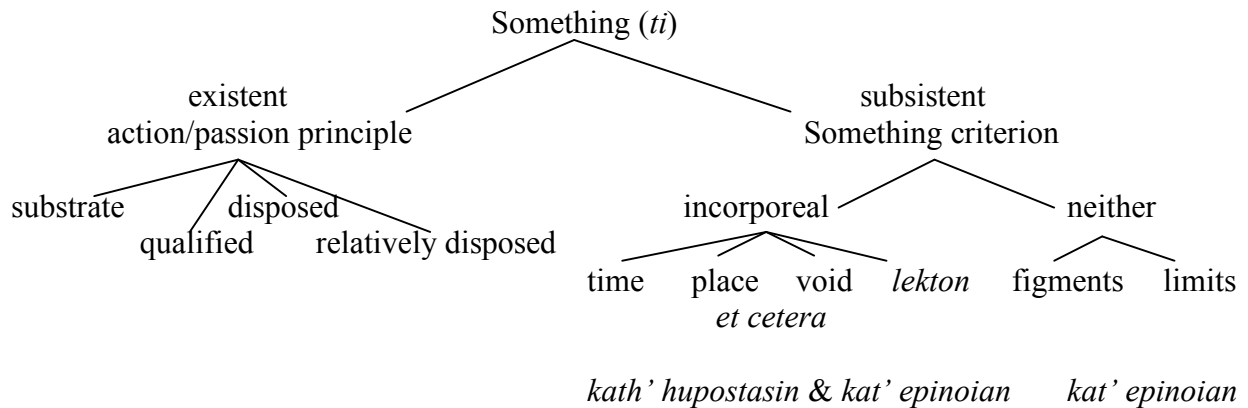 Something (ti)
existent
action/passion principle
subsistent
Something criterion
substrate disposed
qualified relatively disposed
incorporeal neither
time place void lekton figments limits
et cetera
kath’ hupostasin & kat’ epinoian kat’ epinoian